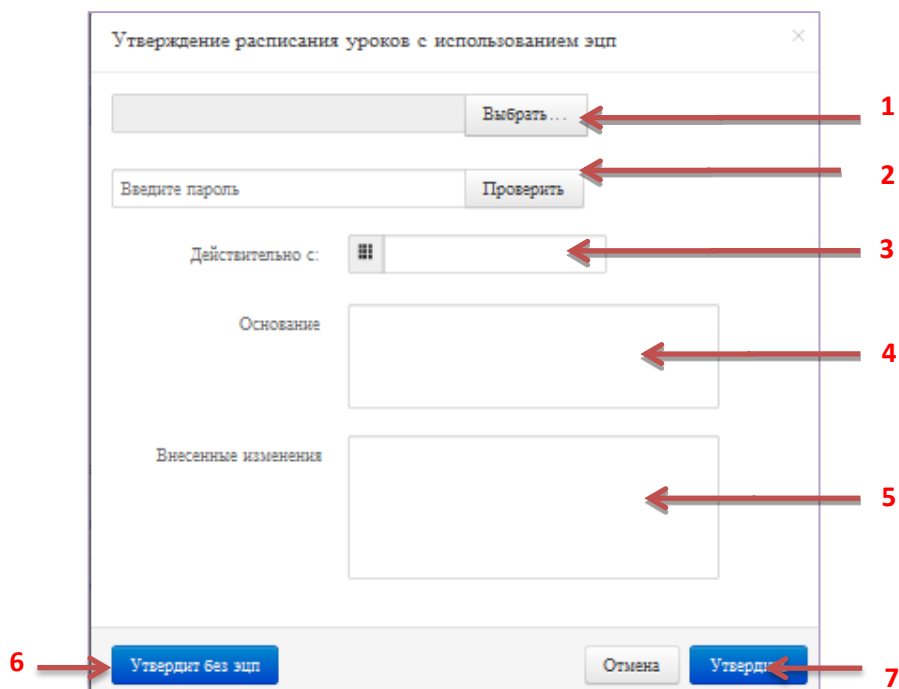 Утверждение расписания уроков с использованием эцп ×
Выбрать...
1
Введите пароль Проверить
2
Действительно с:
3
Основание
4
Внесенные изменения
5
6
Утвердит без эцп Отмена
7